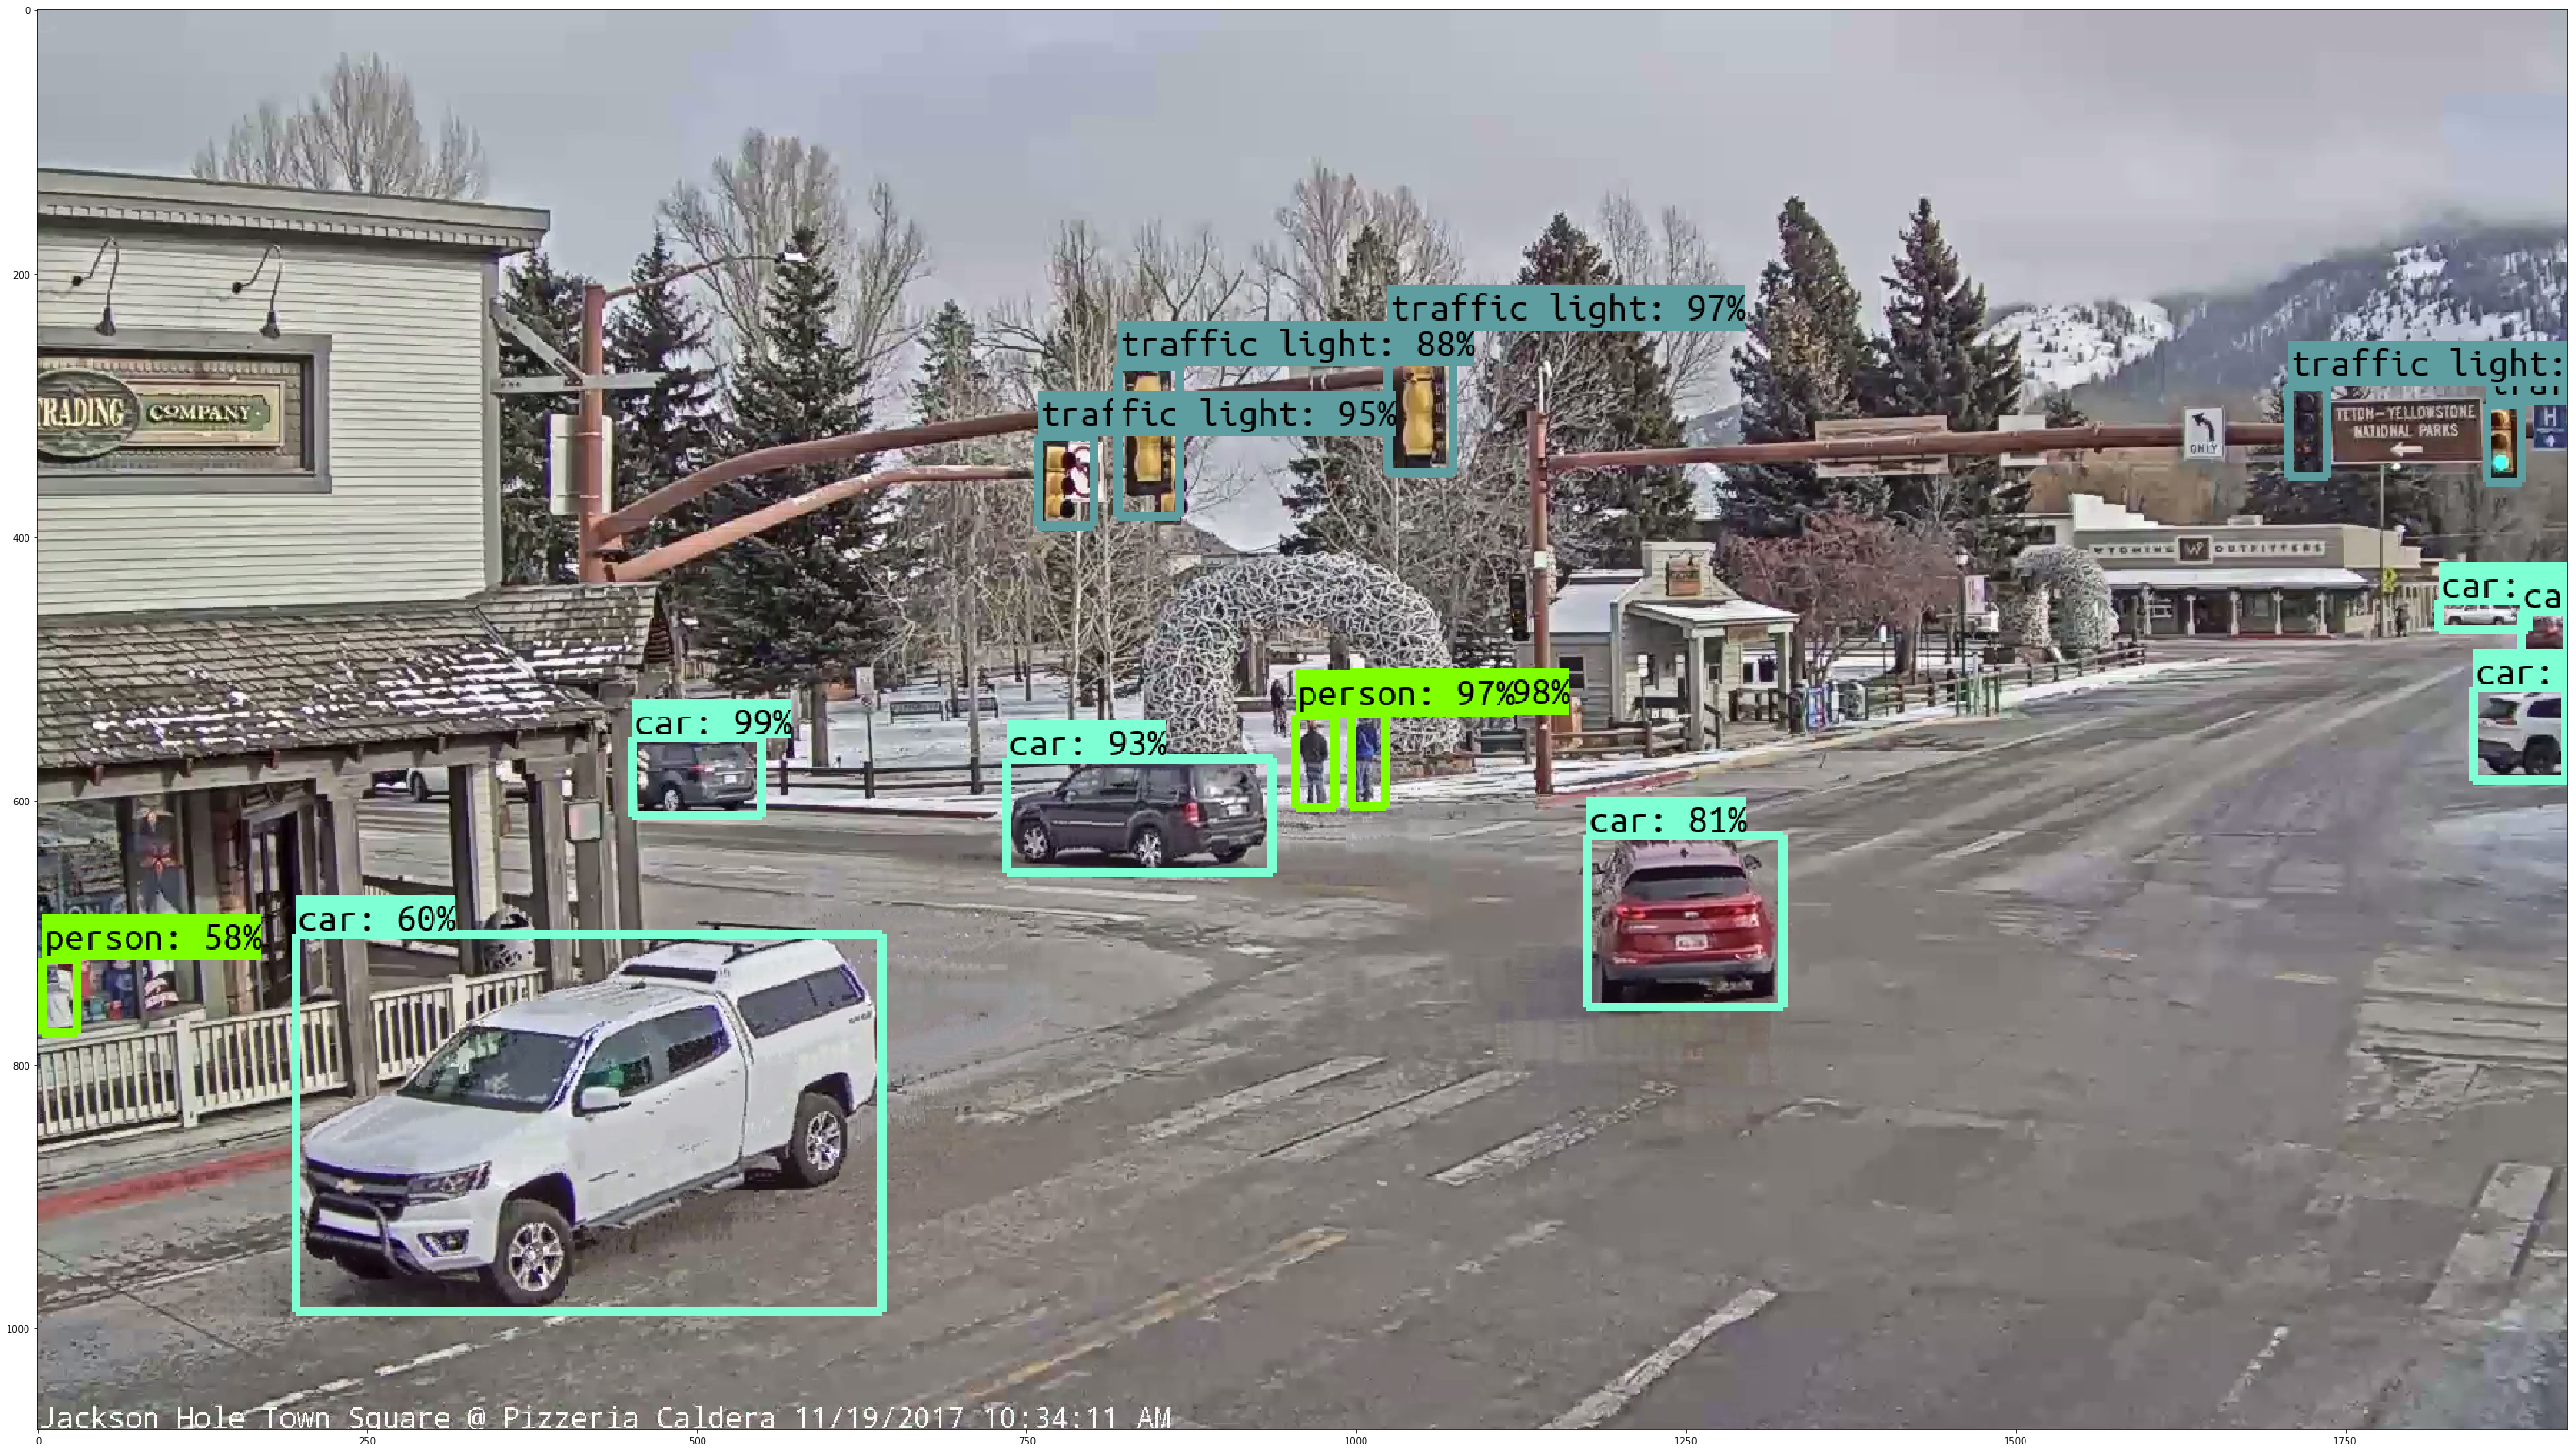 0
200
400
600
800
1000
0
250
500
750
1000
1250
1500
1750
traffic light: 97%
traffic light: 88%
traffic light:
traffic light: 95%
TRADING
COMPANY
TETON-YELLOWSTONE
NATIONAL PARKS
ONLY
H
WYOMING W OUTFITTERS
car:
ca
car:
person: 97%98%
car: 99%
car: 93%
car: 81%
car: 60%
person: 58%
Jackson Hole Town Square @ Pizzeria Caldera 11/19/2017 10:34:11 AM